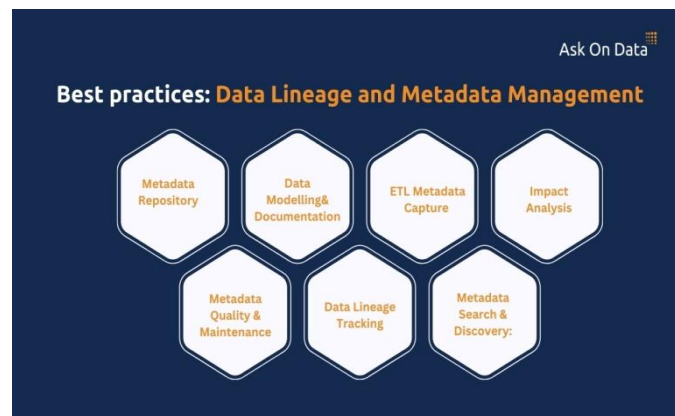 Ask On Data
Best practices: Data Lineage and Metadata Management
Metadata
Repository
Data
Modelling&
Documentation
ETL Metadata
Capture
Impact
Analysis
Metadata
Quality &
Maintenance
Data Lineage
Tracking
Metadata
Search &
Discovery: